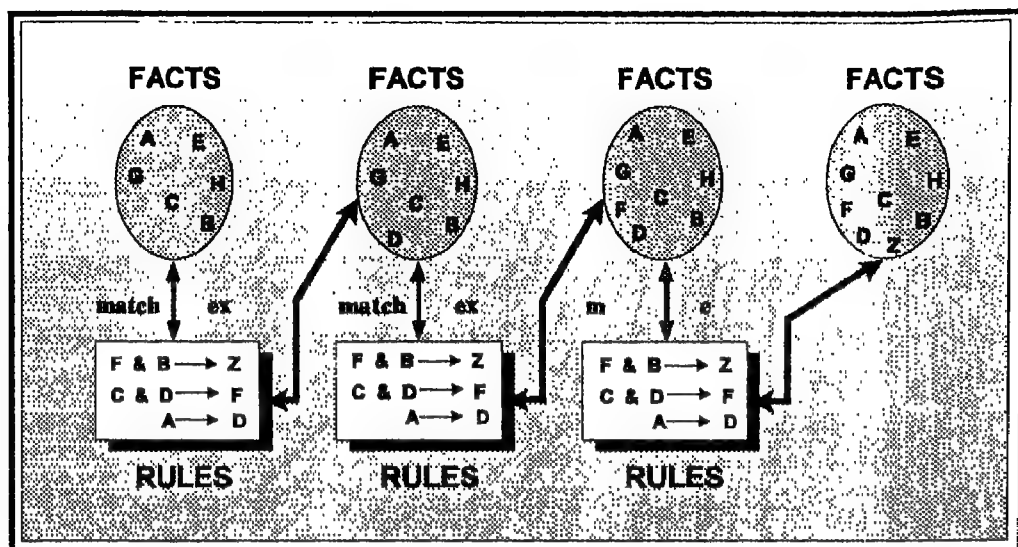 FACTS FACTS FACTS FACTS
A E A E A E A E
G H G H G H G H
C C C C
B B F B F B
D D D Z
match ex match ex m e
F & B → Z F & B → Z F & B → Z
C & D → F C & D → F C & D → F
A → D A → D A → D
RULES RULES RULES